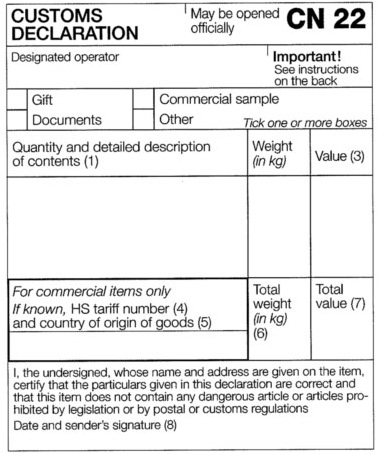 CUSTOMS
DECLARATION
May be opened
officially
CN 22
Designated operator
Important!
See instructions
on the back
Gift
Commercial sample
Documents
Other
Tick one or more boxes
Quantity and detailed description
of contents (1)
Weight
(in kg)
Value (3)
For commercial items only
If known, HS tariff number (4)
and country of origin of goods (5)
Total
weight
(in kg)
(6)
Total
value (7)
I, the undersigned, whose name and address are given on the item,
certify that the particulars given in this declaration are correct and
that this item does not contain any dangerous article or articles pro-
hibited by legislation or by postal or customs regulations
Date and sender's signature (8)